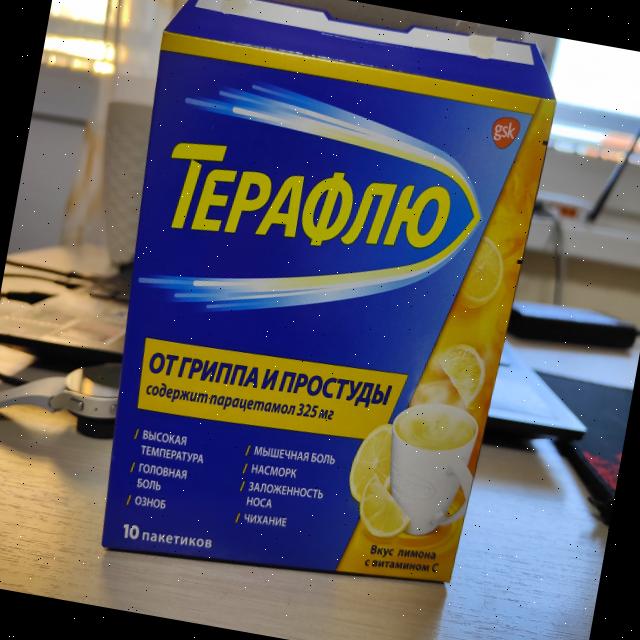 gsk
ТЕРАФЛЮ
ОТ ГРИППА И ПРОСТУДЫ
содержит парацетамол 325 мг
ВЫСОКАЯ
ТЕМПЕРАТУРА
ГОЛОВНАЯ
БОЛЬ
ОЗНОБ
МЫШЕЧНАЯ БОЛЬ
НАСМОРК
ЗАЛОЖЕННОСТЬ
НОСА
ЧИХАНИЕ
10 пакетиков
Вкус лимона
с витамином С